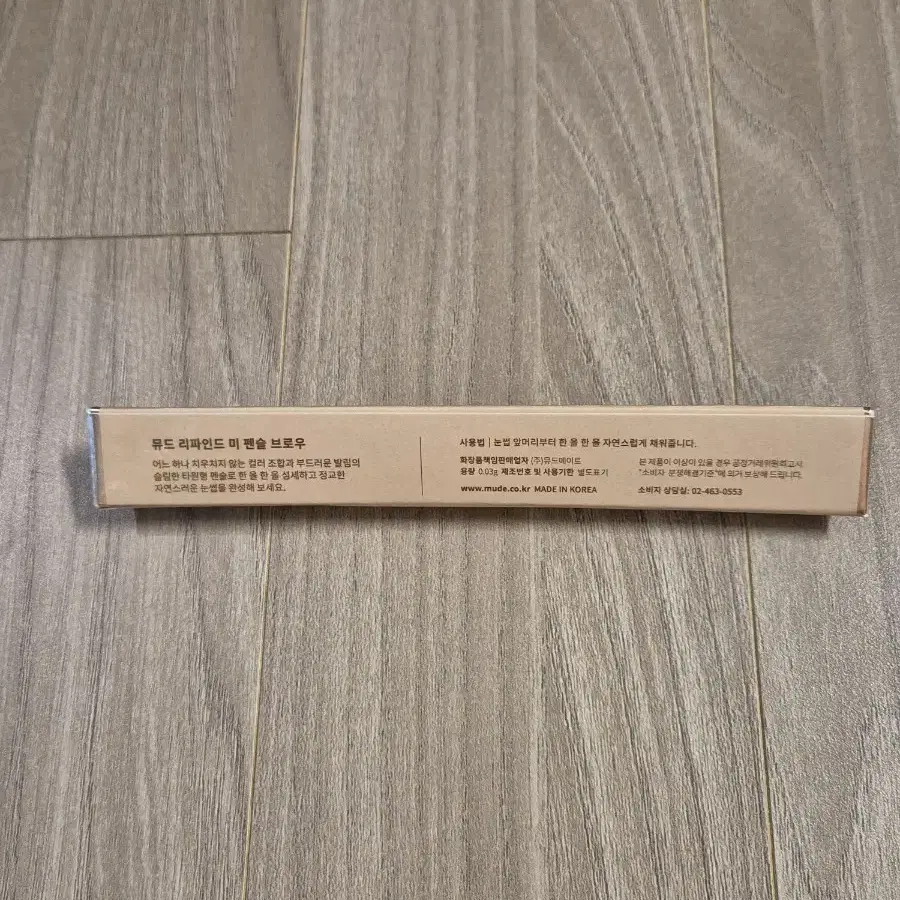 뮤드 리파인드 미 펜슬 브로우
어느 하나 치우치지 않는 컬러 조합과 부드러운 발림의
슬림한 타원형 펜슬로 한 올 한 올 섬세하고 정교한
자연스러운 눈썹을 완성해 보세요.
사용법 | 눈썹 앞머리부터 한 올 한 올 자연스럽게 채워줍니다.
화장품책임판매업자 (주)뮤드메이트
용량 0.03g 제조번호 및 사용기한 별도표기
www.mude.co.kr MADE IN KOREA
본 제품이 이상이 있을 경우 공정거래위원회고시
"소비자 분쟁해결기준"에 의거 보상해 드립니다.
소비자 상담실: 02-463-0553